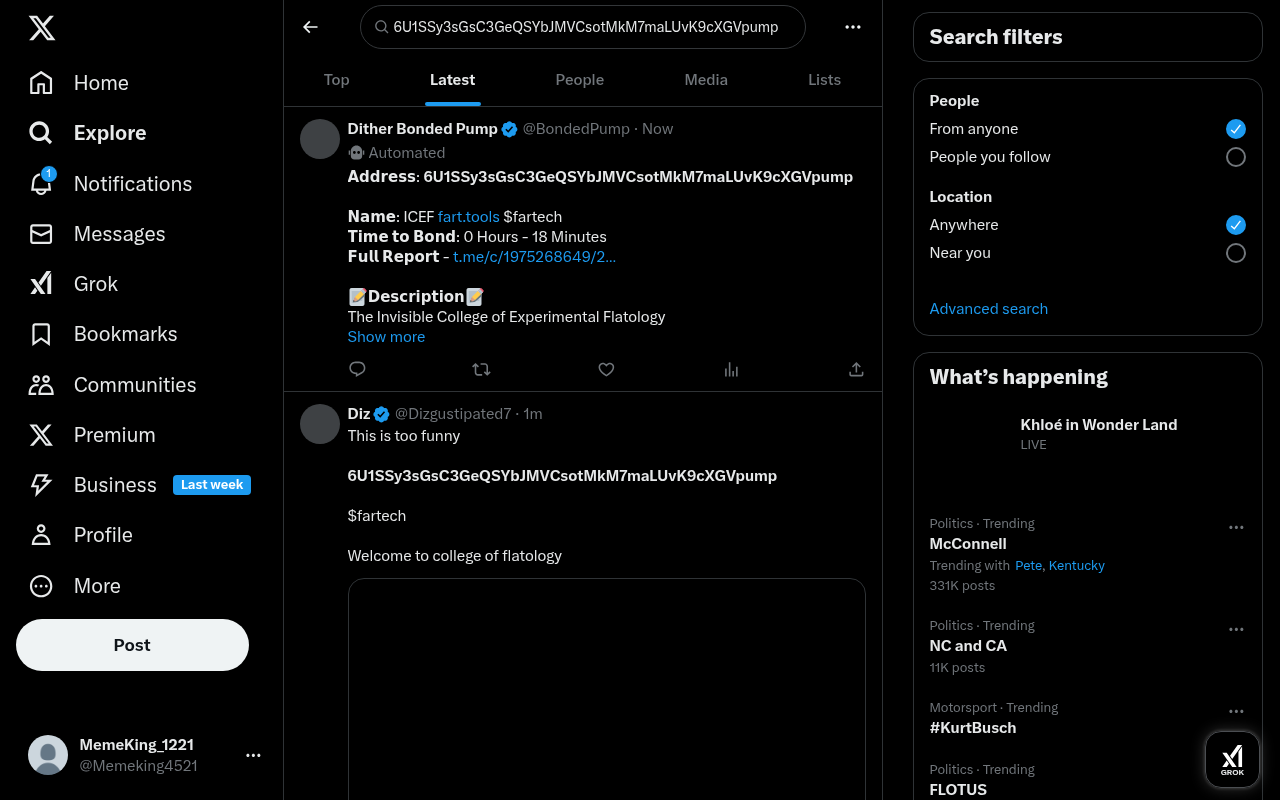 Home
Explore
1
Notifications
Messages
Grok
Bookmarks
Communities
Premium
Business Last week
Profile
More
Post
MemeKing_1221
@Memeking4521
6U1SSy3sGsC3GeQSYbJMVCsotMkM7maLUvK9cXGVpump
Top Latest People Media Lists
Dither Bonded Pump @BondedPump · Now
Automated
Address: 6U1SSy3sGsC3GeQSYbJMVCsotMkM7maLUvK9cXGVpump
Name: ICEF fart.tools $fartech
Time to Bond: 0 Hours - 18 Minutes
Full Report - t.me/c/1975268649/2...
📝Description📝
The Invisible College of Experimental Flatology
Show more
Diz @Dizgustipated7 · 1m
This is too funny
6U1SSy3sGsC3GeQSYbJMVCsotMkM7maLUvK9cXGVpump
$fartech
Welcome to college of flatology
Search filters
People
From anyone
People you follow
Location
Anywhere
Near you
Advanced search
What’s happening
Khloé in Wonder Land
LIVE
Politics · Trending
McConnell
Trending with Pete, Kentucky
331K posts
Politics · Trending
NC and CA
11K posts
Motorsport · Trending
#KurtBusch
Politics · Trending
FLOTUS
GROK